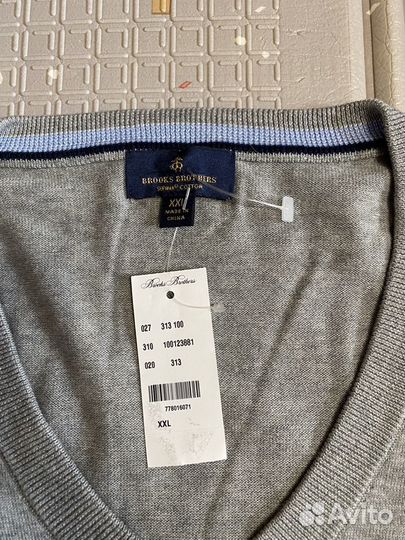 BROOKS BROTHERS
SUPIMA® COTTON
XXL
MADE IN
CHINA
Brooks Brothers
027 313 100
310 100123881
020 313
778016071
XXL
Avito